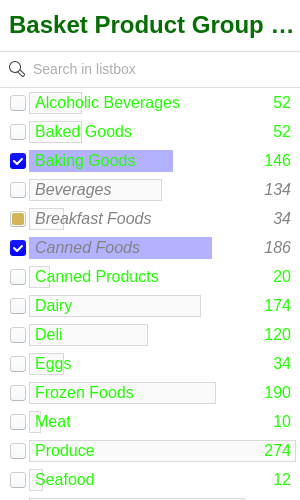 Basket Product Group ...
Search in listbox
Alcoholic Beverages 52
Baked Goods 52
Baking Goods 146
Beverages 134
Breakfast Foods 34
Canned Foods 186
Canned Products 20
Dairy 174
Deli 120
Eggs 34
Frozen Foods 190
Meat 10
Produce 274
Seafood 12